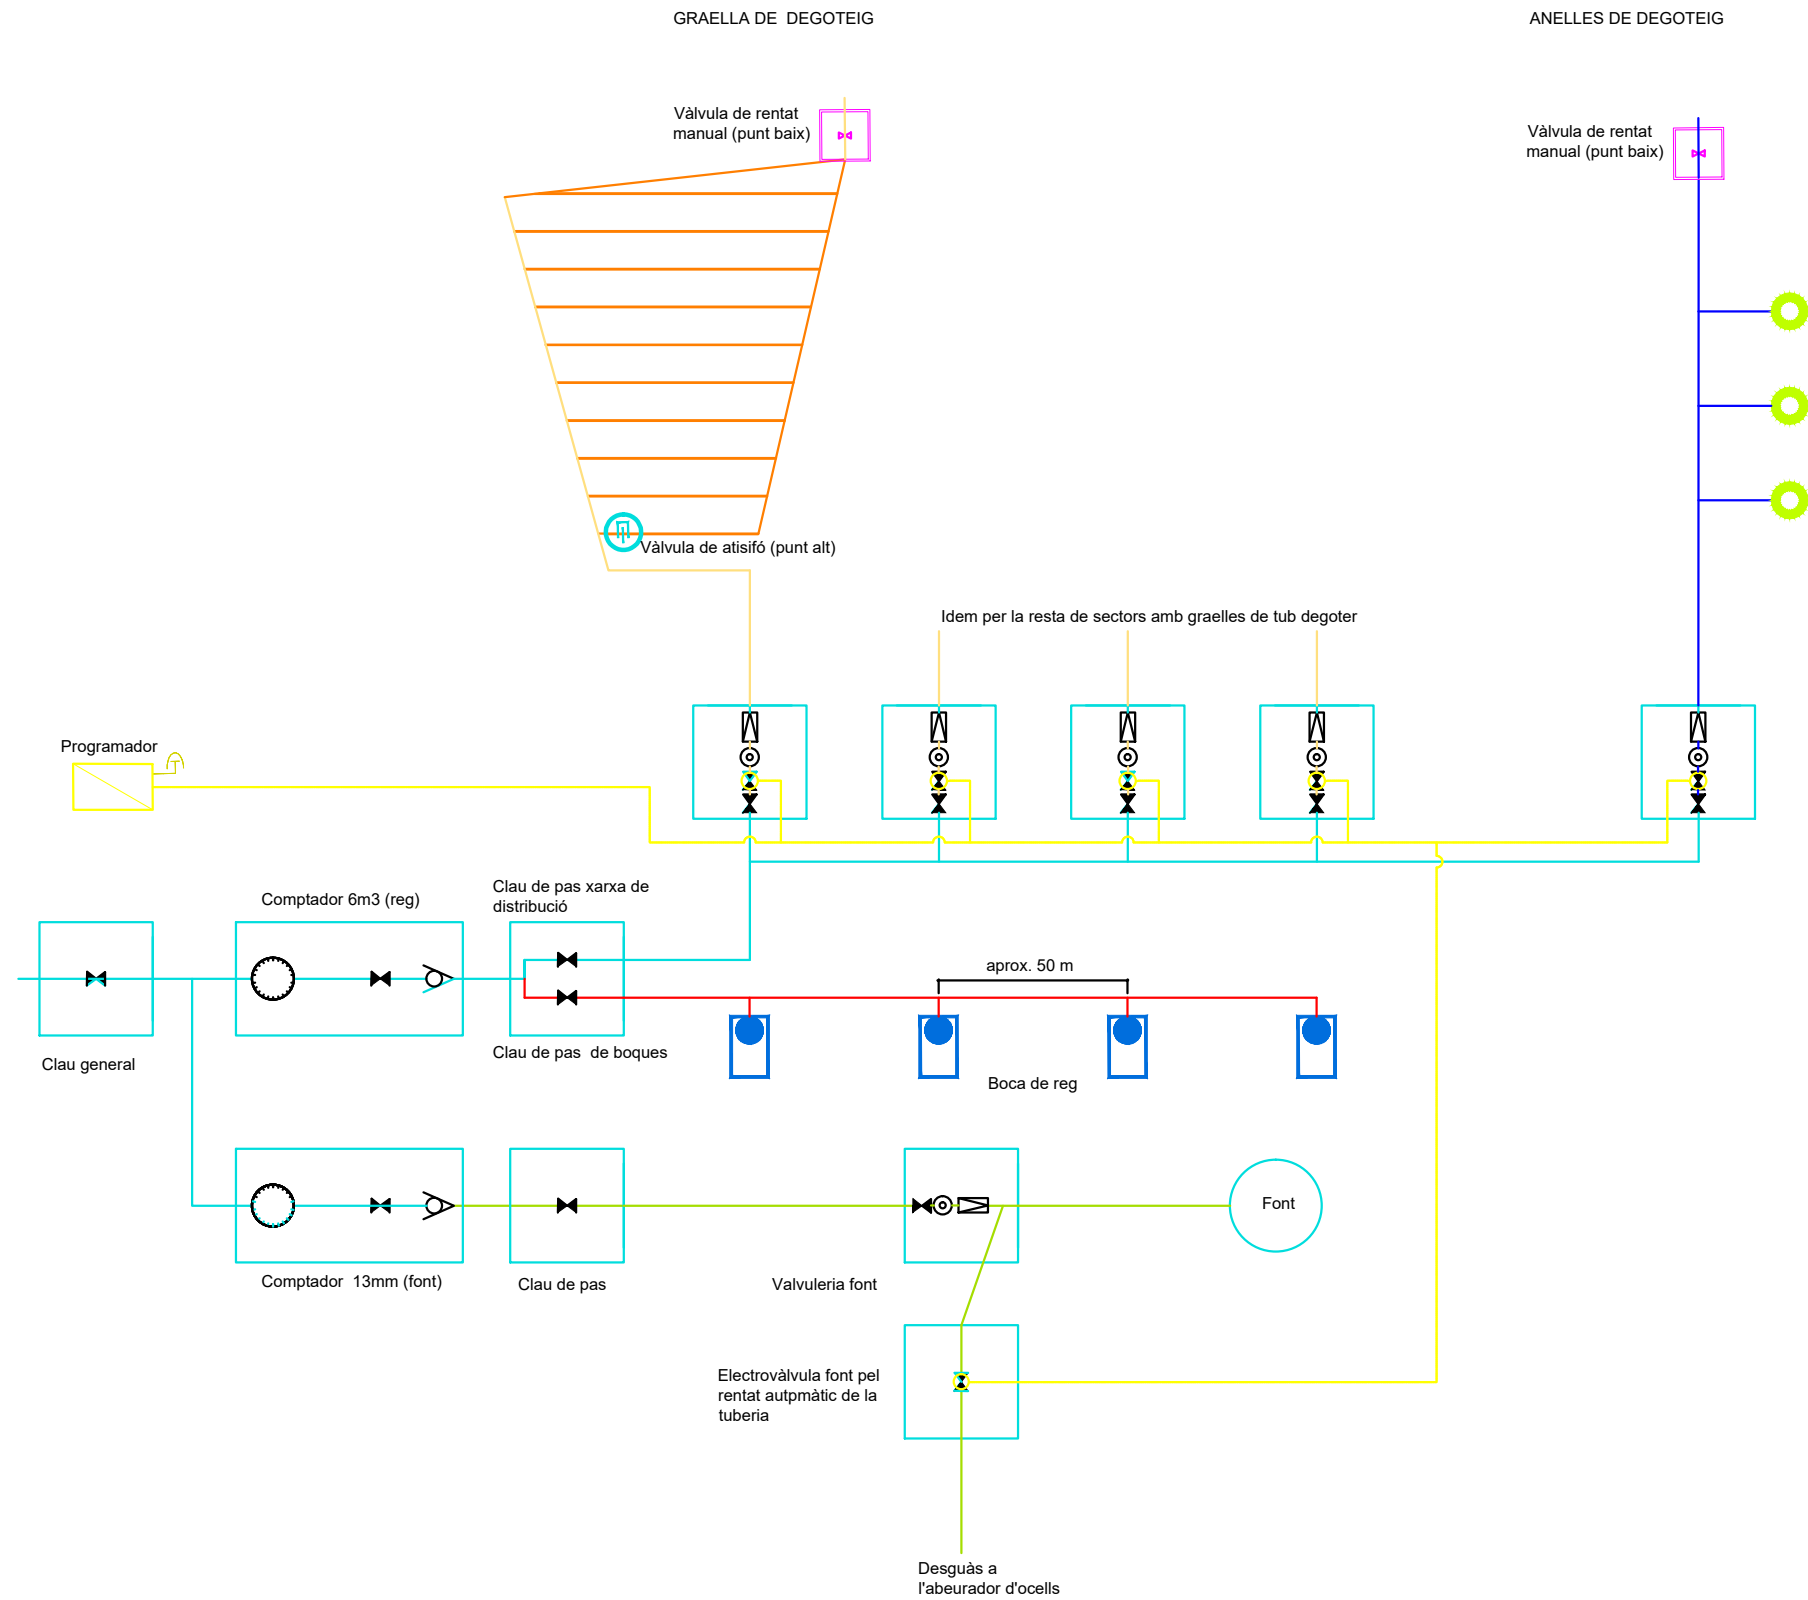 GRAELLA DE  DEGOTEIG
ANELLES DE DEGOTEIG
Vàlvula de rentat
manual (punt baix)
Vàlvula de rentat
manual (punt baix)
Vàlvula de atisifó (punt alt)
Idem per la resta de sectors amb graelles de tub degoter
Programador
Comptador 6m3 (reg)
Clau de pas xarxa de
distribució
aprox. 50 m
Clau general
Clau de pas  de boques
Boca de reg
Font
Comptador  13mm (font)
Clau de pas
Valvuleria font
Electrovàlvula font pel
rentat autpmàtic de la
tuberia
Desguàs a
l'abeurador d'ocells